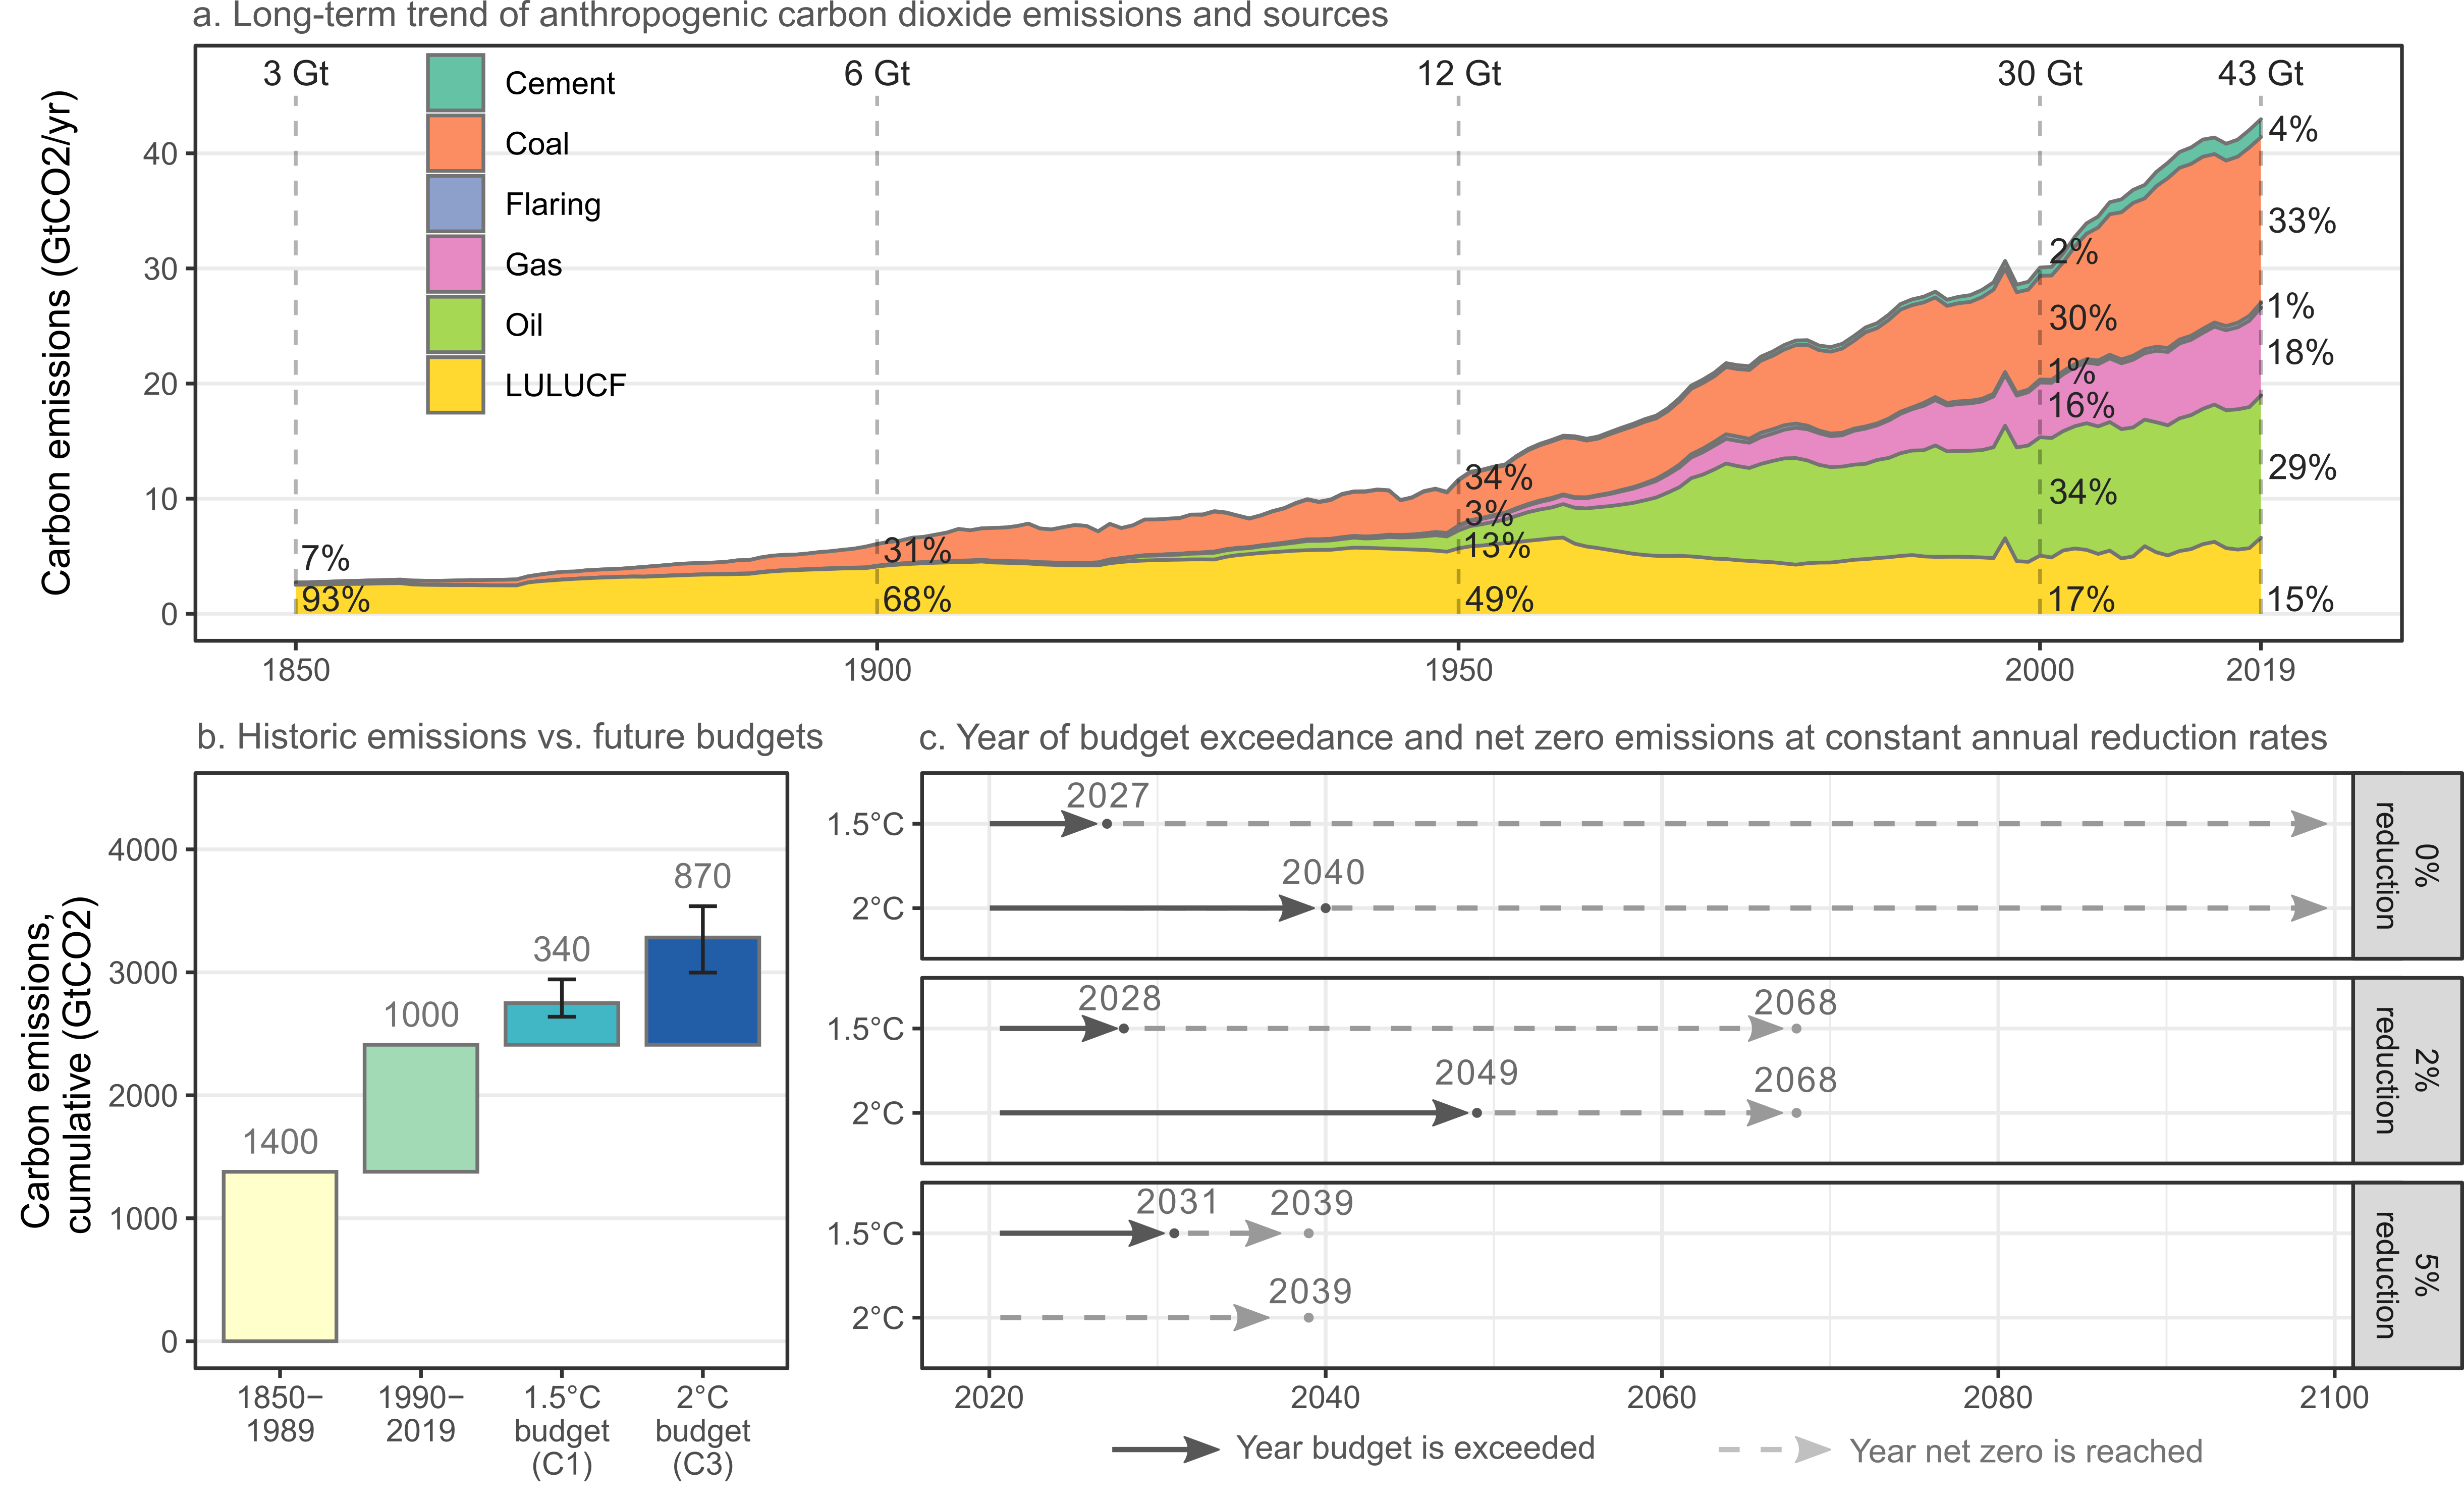 a. Long-term trend of anthropogenic carbon dioxide emissions and sources
Carbon emissions (GtCO2/yr)
3 Gt
6 Gt
12 Gt
30 Gt
43 Gt
Cement
Coal
Flaring
Gas
Oil
LULUCF
40
30
20
10
0
7%
93%
31%
68%
34%
3%
13%
49%
2%
30%
1%
16%
34%
17%
4%
33%
1%
18%
29%
15%
1850
1900
1950
2000
2019
b. Historic emissions vs. future budgets
Carbon emissions,
cumulative (GtCO2)
4000
3000
2000
1000
0
1400
1000
340
870
1850−
1989
1990−
2019
1.5°C
budget
(C1)
2°C
budget
(C3)
c. Year of budget exceedance and net zero emissions at constant annual reduction rates
1.5°C
2027
2°C
2040
0%
reduction
1.5°C
2028
2068
2°C
2049
2068
2%
reduction
1.5°C
2031
2039
2°C
2039
5%
reduction
2020
2040
2060
2080
2100
Year budget is exceeded
Year net zero is reached